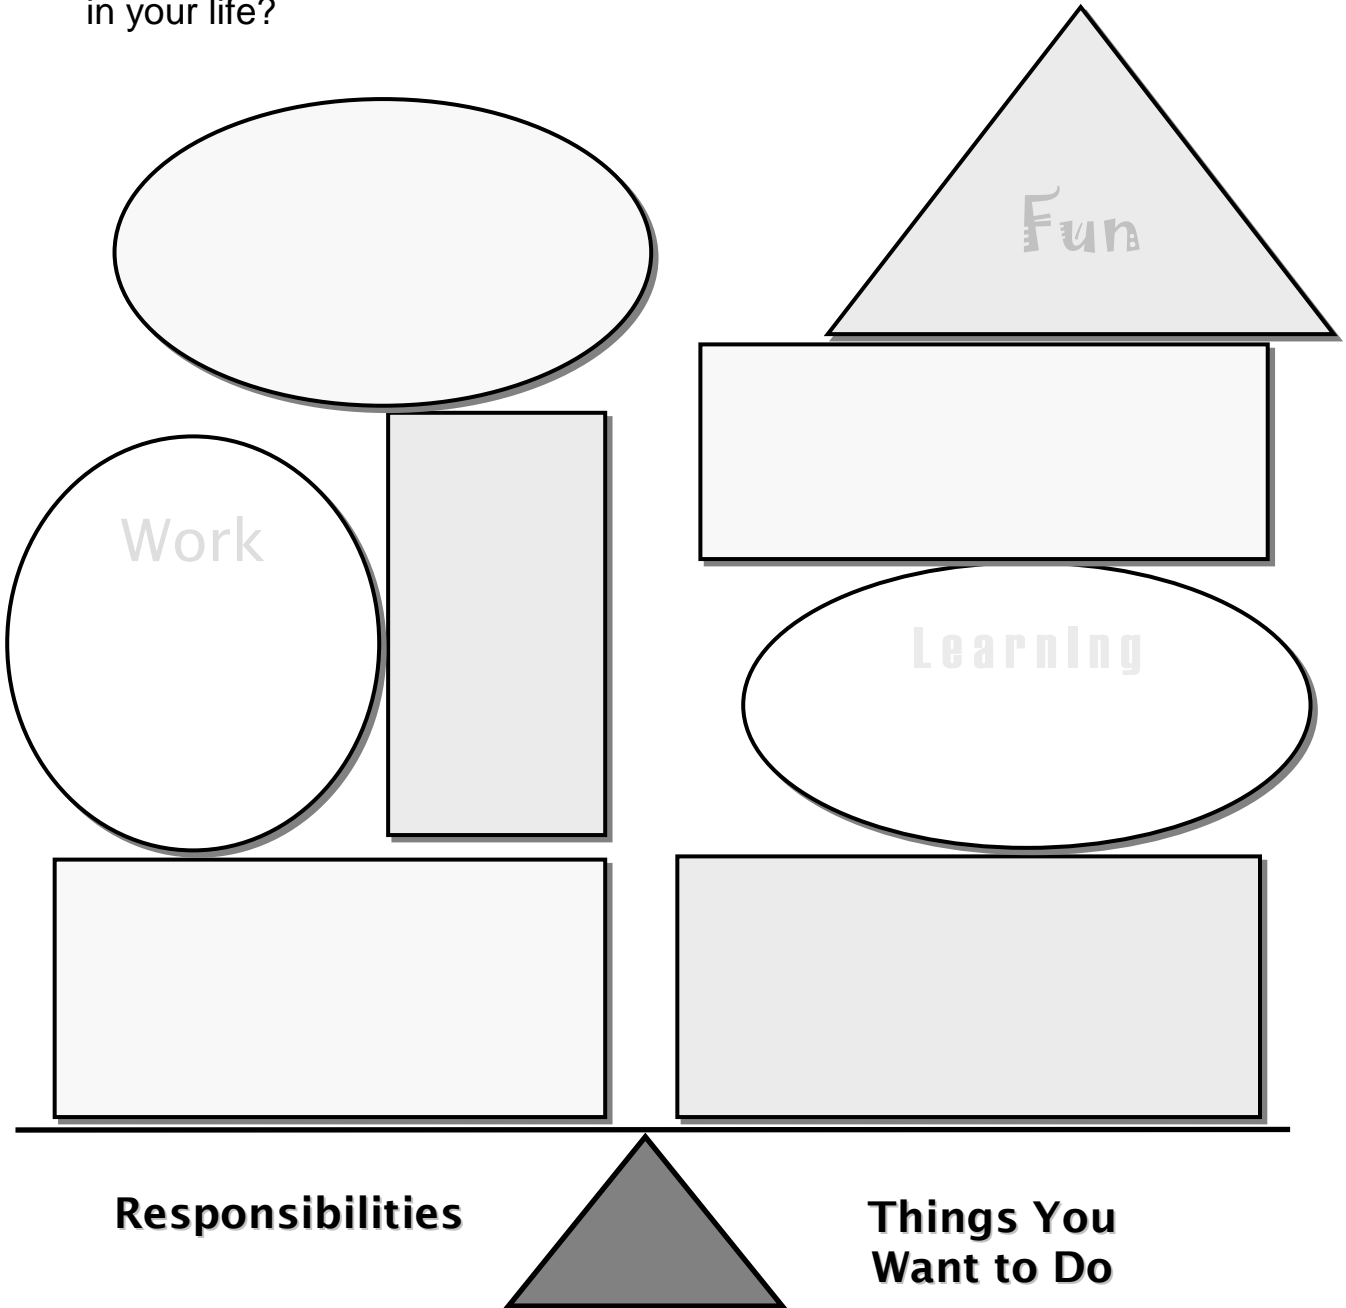 in your life?
Fun
Work
Learning
Responsibilities
Things You
Want to Do